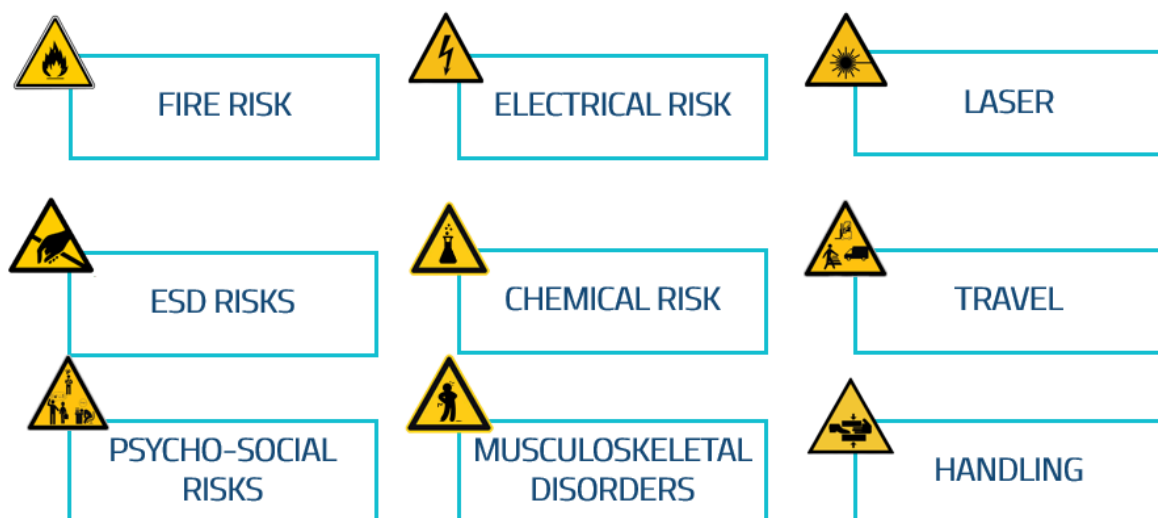 FIRE RISK
ELECTRICAL RISK
LASER
ESD RISKS
CHEMICAL RISK
TRAVEL
PSYCHO-SOCIAL
RISKS
MUSCULOSKELETAL
DISORDERS
HANDLING